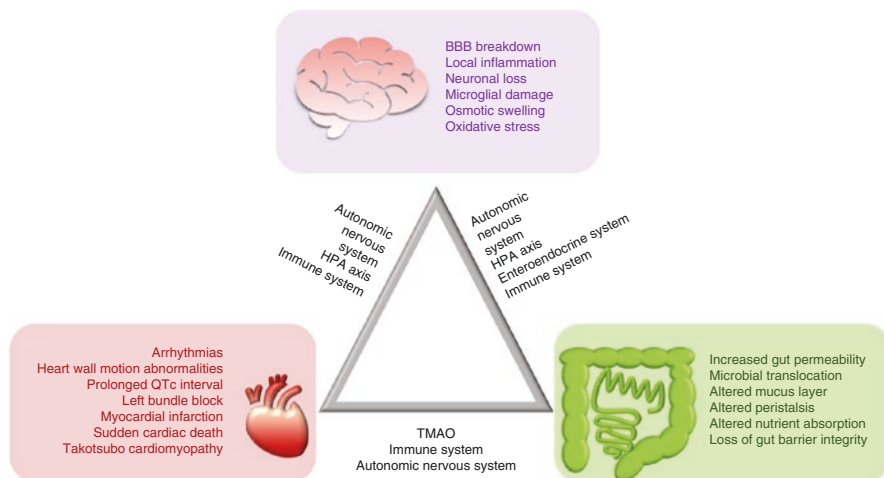 BBB breakdown
Local inflammation
Neuronal loss
Microglial damage
Osmotic swelling
Oxidative stress
Autonomic
nervous
system
HPA axis
Immune system
Autonomic
nervous
system
HPA axis
Enteroendocrine system
Immune system
Arrhythmias
Heart wall motion abnormalities
Prolonged QTc interval
Left bundle block
Myocardial infarction
Sudden cardiac death
Takotsubo cardiomyopathy
Increased gut permeability
Microbial translocation
Altered mucus layer
Altered peristalsis
Altered nutrient absorption
Loss of gut barrier integrity
TMAO
Immune system
Autonomic nervous system